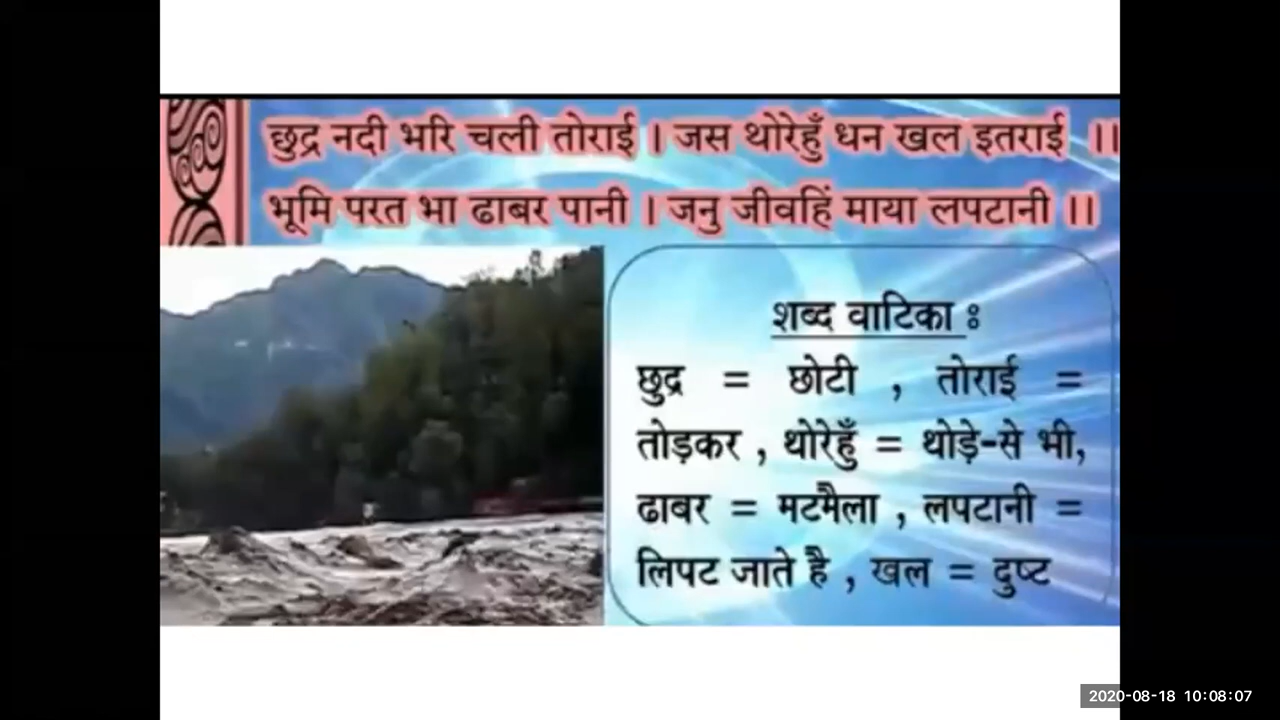 छुद्र नदी भरि चली तोराई । जस थोरेहुँ धन खल इतराई ।।
भूमि परत भा ढाबर पानी । जनु जीवहिं माया लपटानी ।।
शब्द वाटिका :
छुद्र = छोटी , तोराई =
तोड़कर , थोरेहुँ = थोड़े-से भी,
ढाबर = मटमैला , लपटानी =
लिपट जाते है , खल = दुष्ट
2020-08-18 10:08:07